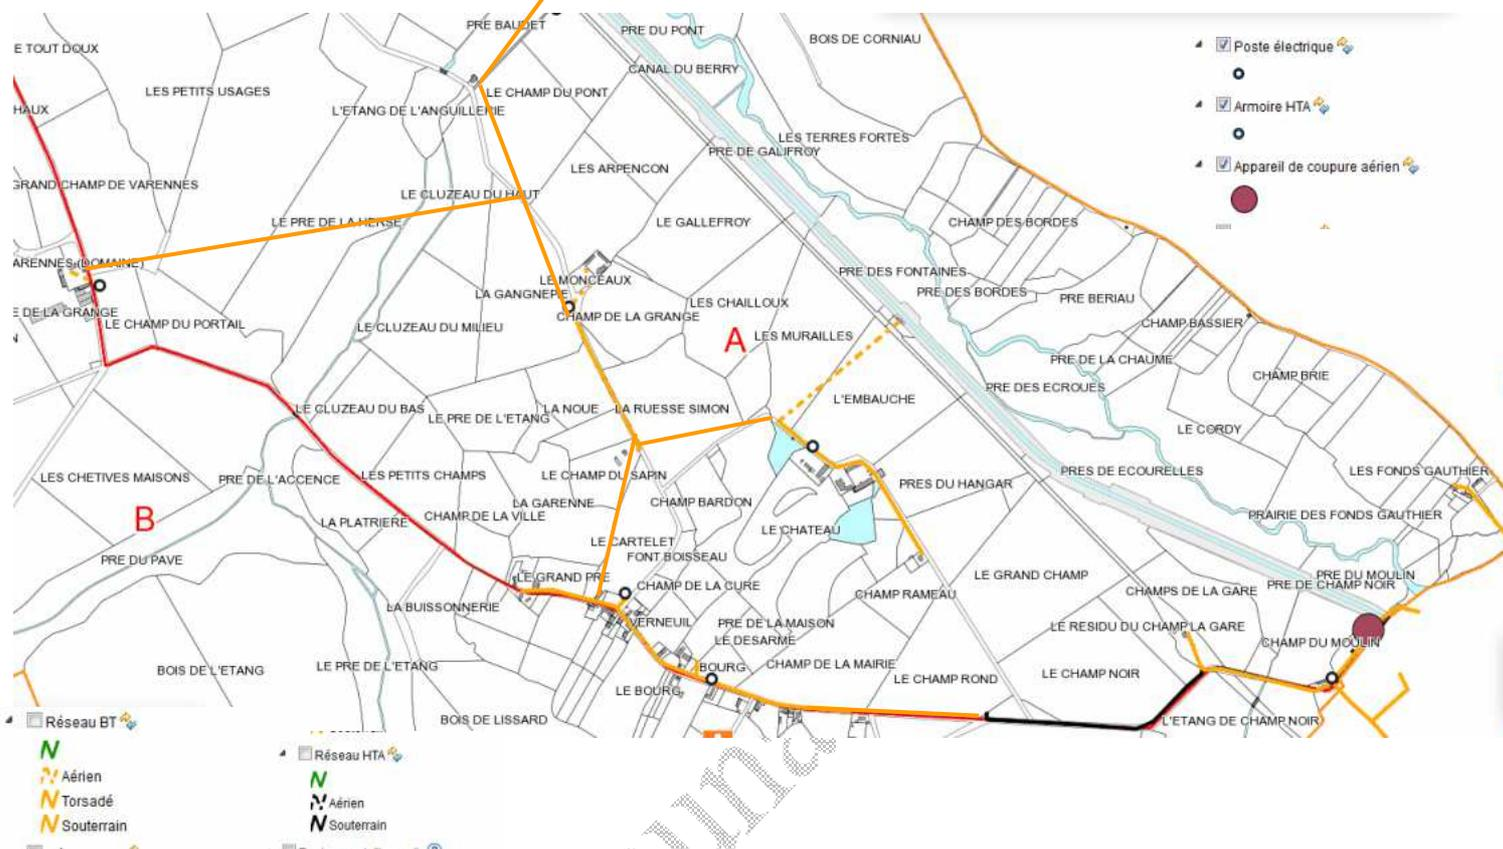 PRE BAUDET
PRE DU PONT
BOIS DE CORNIAU
E TOUT DOUX
Poste électrique
CANAL DU BERRY
LES PETITS USAGES
LE CHAMP DU PONT
HAUX
L'ETANG DE L'ANGUILLERIE
Armoire HTA
LES TERRES FORTES
PRE DE GALIFROY
LES ARPENCON
Appareil de coupure aérien
GRAND CHAMP DE VARENNES
LE CLUZEAU DU HAUT
LE PRE DE LA HERSE
LE GALLEFROY
CHAMP DES BORDES
ARENNES (DOMAINE)
PRE DES FONTAINES
LE MONCEAUX
LA GANGNERIE
PRE DES BORDES
PRE BERIAU
LES CHAILLOUX
E DE LA GRANGE
LE CHAMP DU PORTAIL
CHAMP DE LA GRANGE
CHAMP BASSIER
LE CLUZEAU DU MILIEU
N
A
LES MURAILLES
PRE DE LA CHAUME
CHAMP BRIE
PRE DES ECROUES
L'EMBAUCHE
LE CLUZEAU DU BAS
LE PRE DE L'ETANG
LA NOUE
LA RUESSE SIMON
LE CORDY
LES CHETIVES MAISONS
PRE DE L'ACCENCE
LES PETITS CHAMPS
LE CHAMP DU SAPIN
PRES DE ECOURELLES
LES FONDS GAUTHIER
PRES DU HANGAR
LA GARENNE
CHAMP BARDON
B
LA PLATRIERE
CHAMP DE LA VILLE
LE CHATEAU
PRAIRIE DES FONDS GAUTHIER
LE CARTELET
FONT BOISSEAU
PRE DU PAVE
LE GRAND PRE
CHAMP DE LA CURE
LE GRAND CHAMP
PRE DU MOULIN
PRE DE CHAMP NOIR
CHAMP RAMEAU
CHAMPS DE LA GARE
LA BUISSONNERIE
VERNEUIL
PRE DE LA MAISON
LE RESIDU DU CHAMP LA GARE
LE DESARME
CHAMP DU MOULIN
BOIS DE L'ETANG
LE PRE DE L'ETANG
BOURG
CHAMP DE LA MAIRIE
LE CHAMP NOIR
LE CHAMP ROND
LE BOURG
BOIS DE LISSARD
L'ETANG DE CHAMP NOIR
Réseau BT
Aérien
Torsadé
Souterrain
Réseau HTA
Aérien
Souterrain